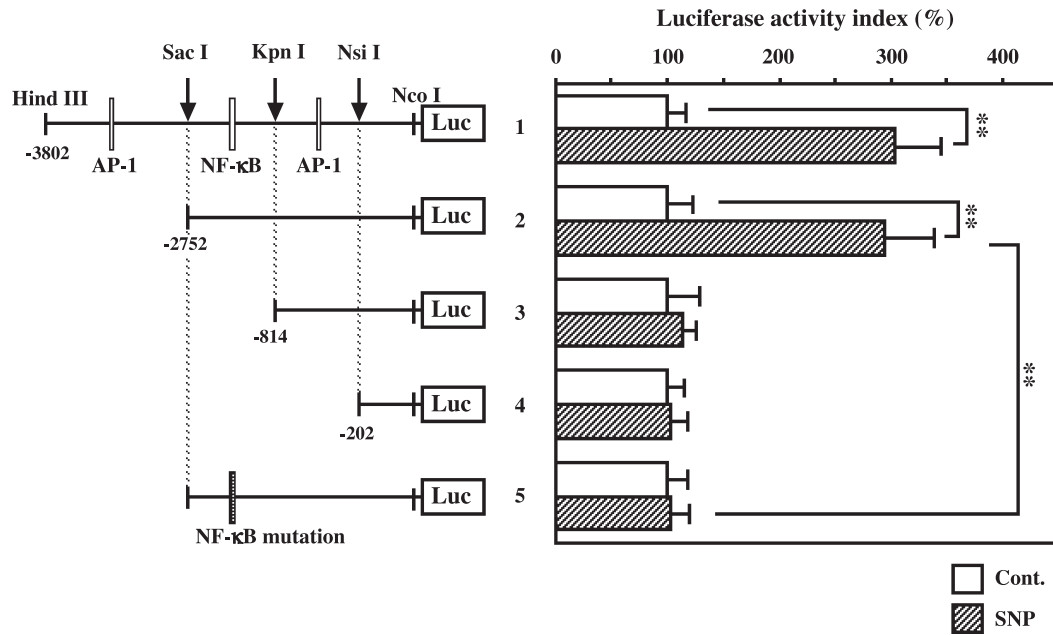 Luciferase activity index (%)
0 100 200 300 400
Sac I Kpn I Nsi I
Hind III Nco I
Luc 1
**
-3802
AP-1 NF-κB AP-1
Luc 2
**
-2752
Luc 3
-814
**
Luc 4
-202
Luc 5
NF-κB mutation
Cont.
SNP